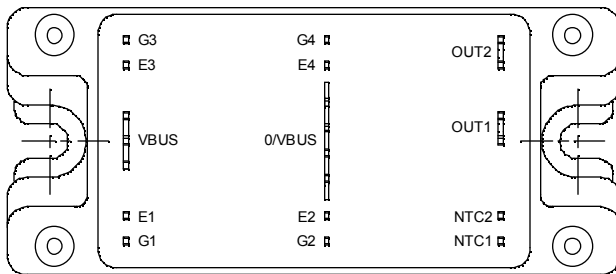 G3 G4
OUT2
E3 E4
VBUS 0/VBUS OUT1
E1 E2 NTC2
G1 G2 NTC1